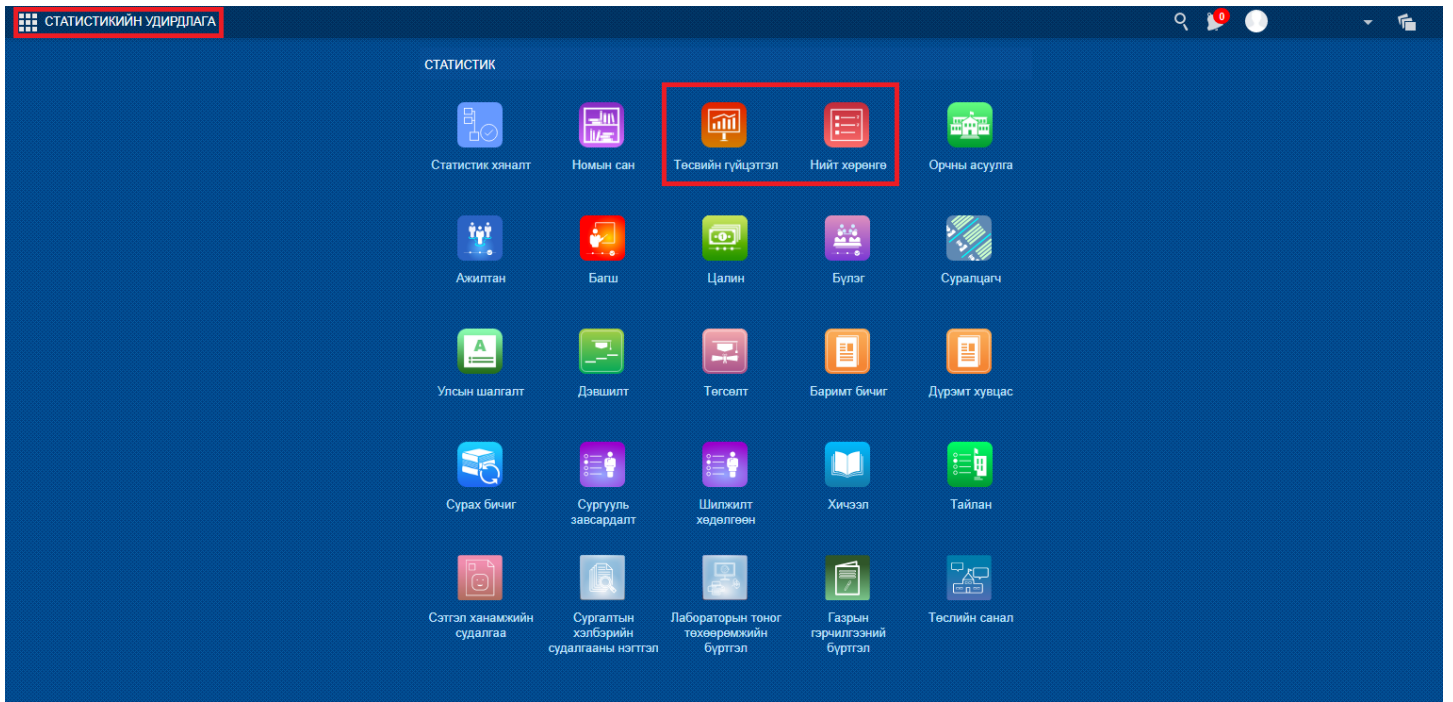 СТАТИСТИКИЙН УДИРДЛАГА
0
СТАТИСТИК
Статистик хяналт
Номын сан
Төсвийн гүйцэтгэл
Нийт хөрөнгө
Орчны асуулга
Ажилтан
Багш
Цалин
Бүлэг
Суралцагч
A
Улсын шалгалт
Дэвшилт
Төгсөлт
Баримт бичиг
Дүрэмт хувцас
Сурах бичиг
Сургууль
завсардалт
Шилжилт
хөдөлгөөн
Хичээл
Тайлан
Сэтгэл ханамжийн
судалгаа
Сургалтын
хэлбэрийн
судалгааны нэгтгэл
Лабораторын тоног
төхөөрөмжийн
бүртгэл
Газрын
гэрчилгээний
бүртгэл
Төслийн санал